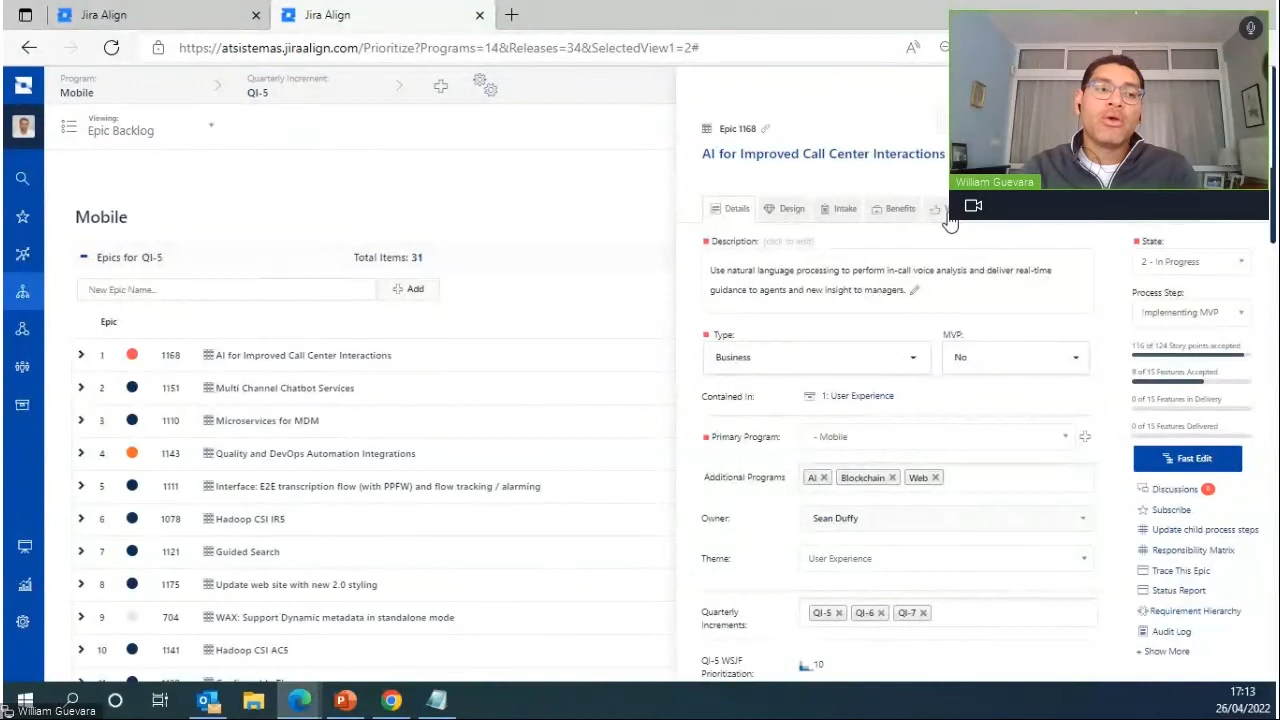 Jira Align
Jira Align
https://atsistemas.jiraalign.com/Prioritize?Programs=14&Releases=34&SelectedView1=2#
Program:
Mobile
Quarterly Increment:
QI-5
Viewing:
Epic Backlog
Mobile
Epics for QI-5
Total Items: 31
New Epic Name...
Add
Epic
1 1168 AI for Improved Call Center Interactions
2 1151 Multi Channel Chatbot Services
3 1110 Microservices for MDM
4 1143 Quality and DevOps Automation Integrations
5 1111 Interface: E2E transcription flow (with PPFW) and flow tracking / alarming
6 1078 Hadoop CSI IR5
7 1121 Guided Search
8 1175 Update web site with new 2.0 styling
9 704 WAX: Support Dynamic metadata in standalone mode
10 1141 Hadoop CSI AC5
Epic 1168
AI for Improved Call Center Interactions
Details Design Intake Benefits
Description: (click to edit)
Use natural language processing to perform in-call voice analysis and deliver real-time
guidance to agents and new insight to managers.
Type:
Business
MVP:
No
Contained In: 1: User Experience
Primary Program: - Mobile
Additional Programs AI Blockchain Web
Owner: Sean Duffy
Theme: User Experience
Quarterly
Increments:
QI-5 QI-6 QI-7
QI-5 WSJF
Prioritization:
10
State:
2 - In Progress
Process Step:
Implementing MVP
116 of 124 Story points accepted
9 of 15 Features Accepted
0 of 15 Features in Delivery
0 of 15 Features Delivered
Fast Edit
Discussions 0
Subscribe
Update child process steps
Responsibility Matrix
Trace This Epic
Status Report
Requirement Hierarchy
Audit Log
+ Show More
William Guevara
William Guevara
17:13
26/04/2022